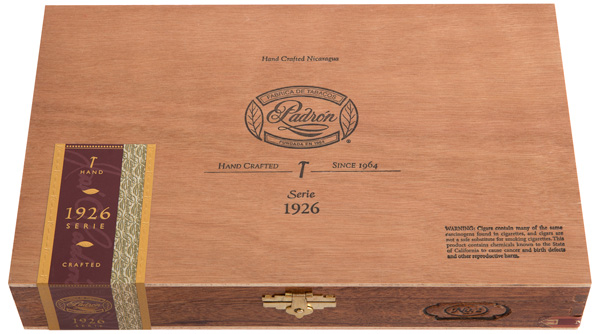 Hand Crafted Nicaragua
FABRICA DE TABACOS
Padrón
FUNDADA EN 1964
®
HAND CRAFTED SINCE 1964
Serie
1926
HAND
1926
SERIE
CRAFTED
WARNING: Cigars contain many of the same
carcinogens found in cigarettes, and cigars are
not a safe substitute for smoking cigarettes. This
product contains chemicals known to the State
of California to cause cancer and birth defects
and other reproductive harm.
Padrón